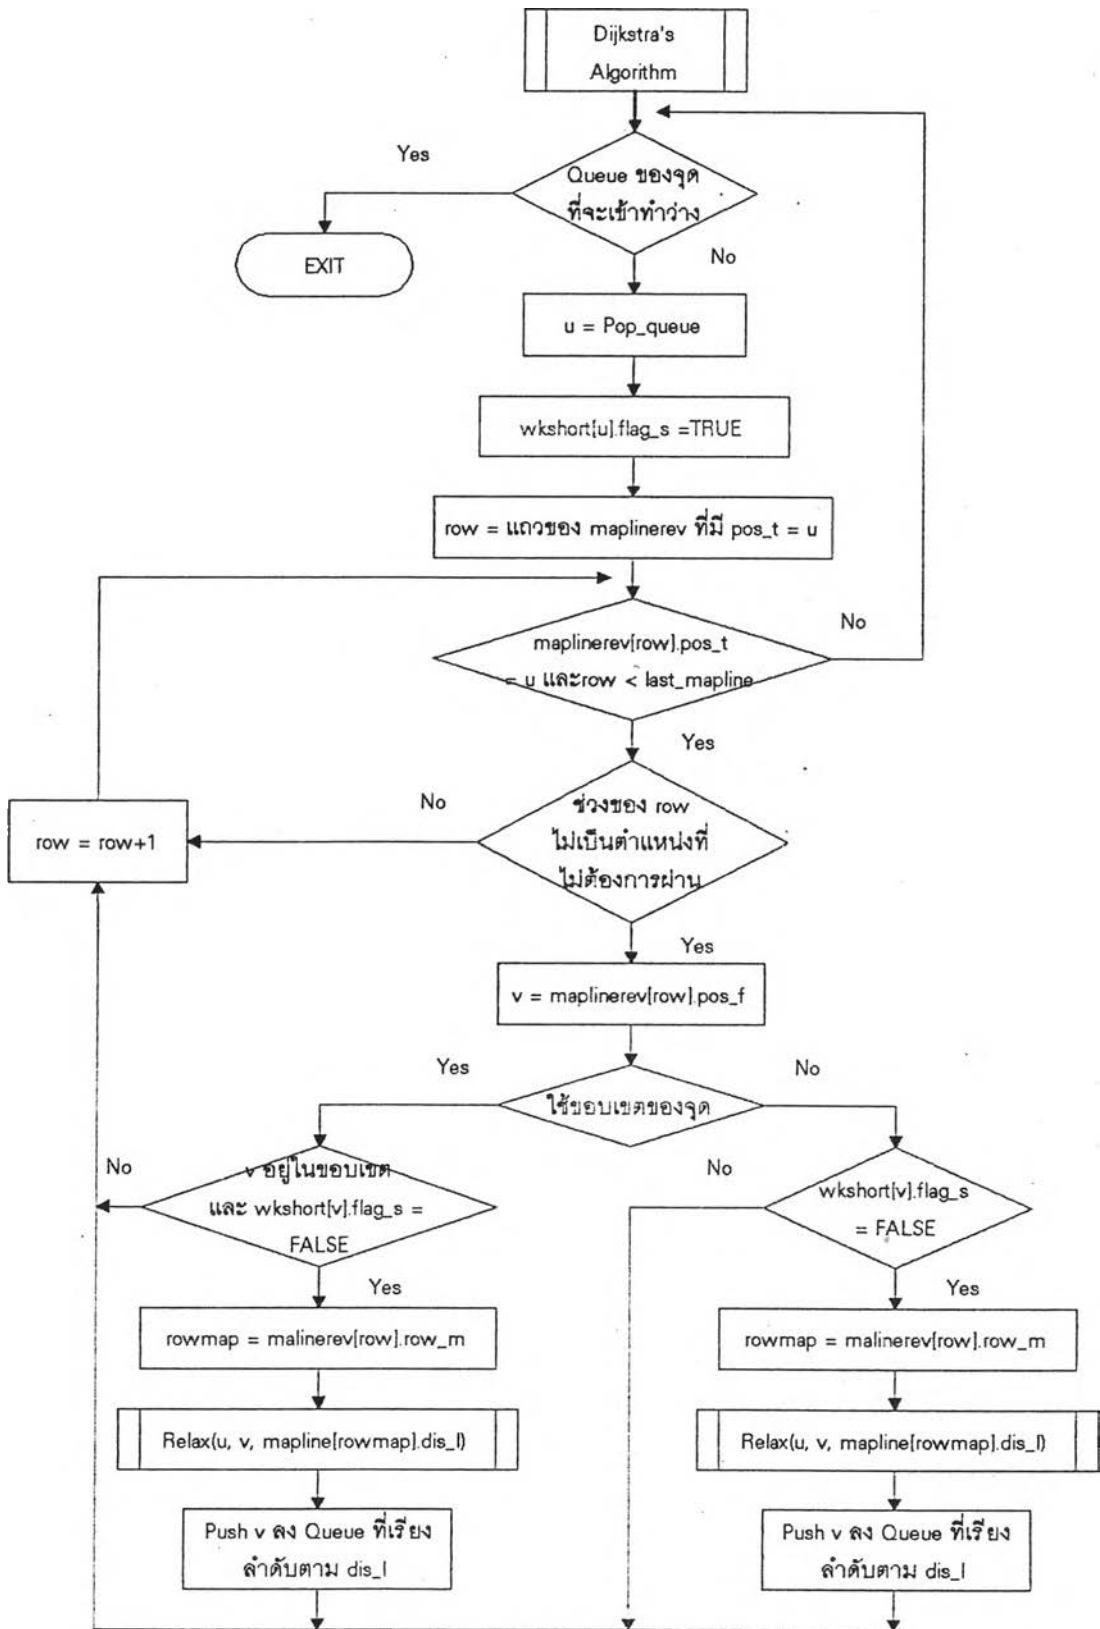 Dijkstra's
Algorithm
Yes
Queue ของจุด
ที่จะเข้าทำว่าง
EXIT
No
u = Pop_queue
wkshort[u].flag_s =TRUE
row = แถวของ maplinerev ที่มี pos_t = u
maplinerev[row].pos_t
= u และrow < last_mapline
No
Yes
ช่วงของ row
ไม่เป็นตำแหน่งที่
ไม่ต้องการผ่าน
No
row = row+1
Yes
v = maplinerev[row].pos_f
Yes
No
ใช้ขอบเขตของจุด
No
v อยู่ในขอบเขต
และ wkshort[v].flag_s =
FALSE
No
wkshort[v].flag_s
= FALSE
Yes
Yes
rowmap = malinerev[row].row_m
rowmap = malinerev[row].row_m
Relax(u, v, mapline[rowmap].dis_l)
Relax(u, v, mapline[rowmap].dis_l)
Push v ลง Queue ที่เรียง
ลำดับตาม dis_l
Push v ลง Queue ที่เรียง
ลำดับตาม dis_l